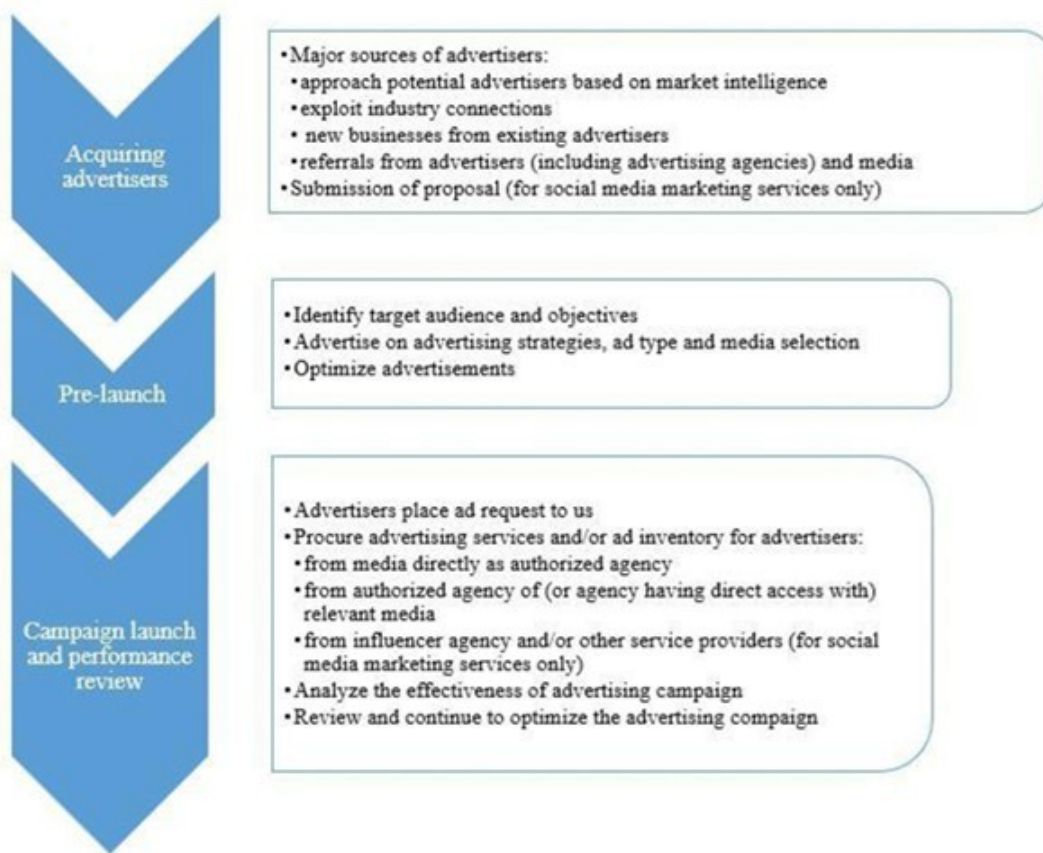 Acquiring
advertisers
•Major sources of advertisers:
•approach potential advertisers based on market intelligence
•exploit industry connections
• new businesses from existing advertisers
•referrals from advertisers (including advertising agencies) and media
•Submission of proposal (for social media marketing services only)
Pre-launch
•Identify target audience and objectives
•Advertise on advertising strategies, ad type and media selection
•Optimize advertisements
Campaign launch
and performance
review
•Advertisers place ad request to us
•Procure advertising services and/or ad inventory for advertisers:
•from media directly as authorized agency
•from authorized agency of (or agency having direct access with)
relevant media
•from influencer agency and/or other service providers (for social
media marketing services only)
•Analyze the effectiveness of advertising campaign
•Review and continue to optimize the advertising compaign